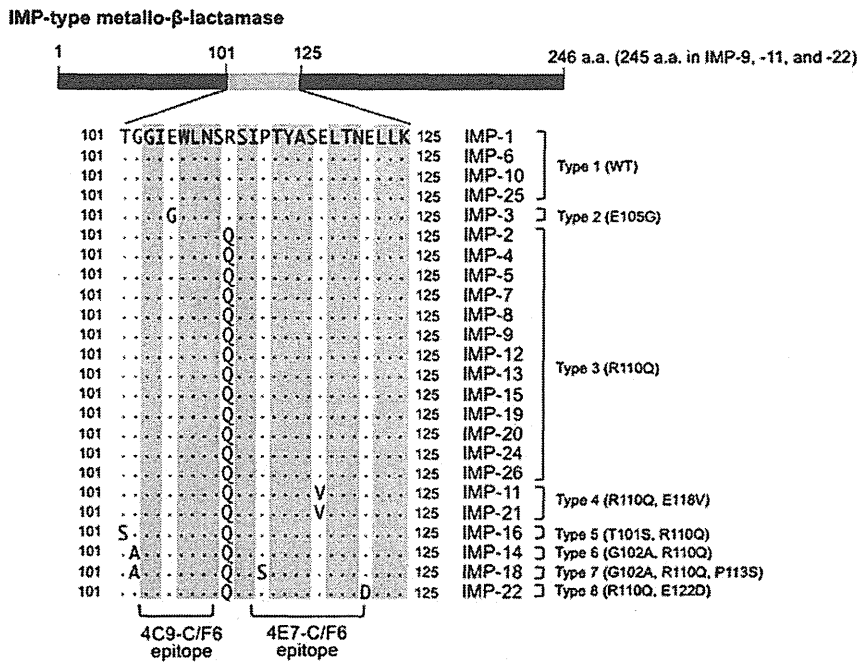 IMP-type metallo-β-lactamase
1 101 125 246 a.a. (245 a.a. in IMP-9, -11, and -22)
101 TGGIEWLNSRSIPTYASELTNELLK 125 IMP-1
101 ......................... 125 IMP-6
Type 1 (WT)
101 ......................... 125 IMP-10
101 ......................... 125 IMP-25
101 ....G.................... 125 IMP-3 Type 2 (E105G)
101 .........Q............... 125 IMP-2
101 .........Q............... 125 IMP-4
101 .........Q............... 125 IMP-5
101 .........Q............... 125 IMP-7
101 .........Q............... 125 IMP-8
101 .........Q............... 125 IMP-9
101 .........Q............... 125 IMP-12
101 .........Q............... 125 IMP-13 Type 3 (R110Q)
101 .........Q............... 125 IMP-15
101 .........Q............... 125 IMP-19
101 .........Q............... 125 IMP-20
101 .........Q............... 125 IMP-24
101 .........Q............... 125 IMP-26
101 .........Q.......V....... 125 IMP-11
Type 4 (R110Q, E118V)
101 .........Q.......V....... 125 IMP-21
101 S........Q............... 125 IMP-16 Type 5 (T101S, R110Q)
101 .A.......Q............... 125 IMP-14 Type 6 (G102A, R110Q)
101 .A.......Q..S............ 125 IMP-18 Type 7 (G102A, R110Q, P113S)
101 .........Q...........D... 125 IMP-22 Type 8 (R110Q, E122D)
4C9-C/F6 4E7-C/F6
epitope epitope